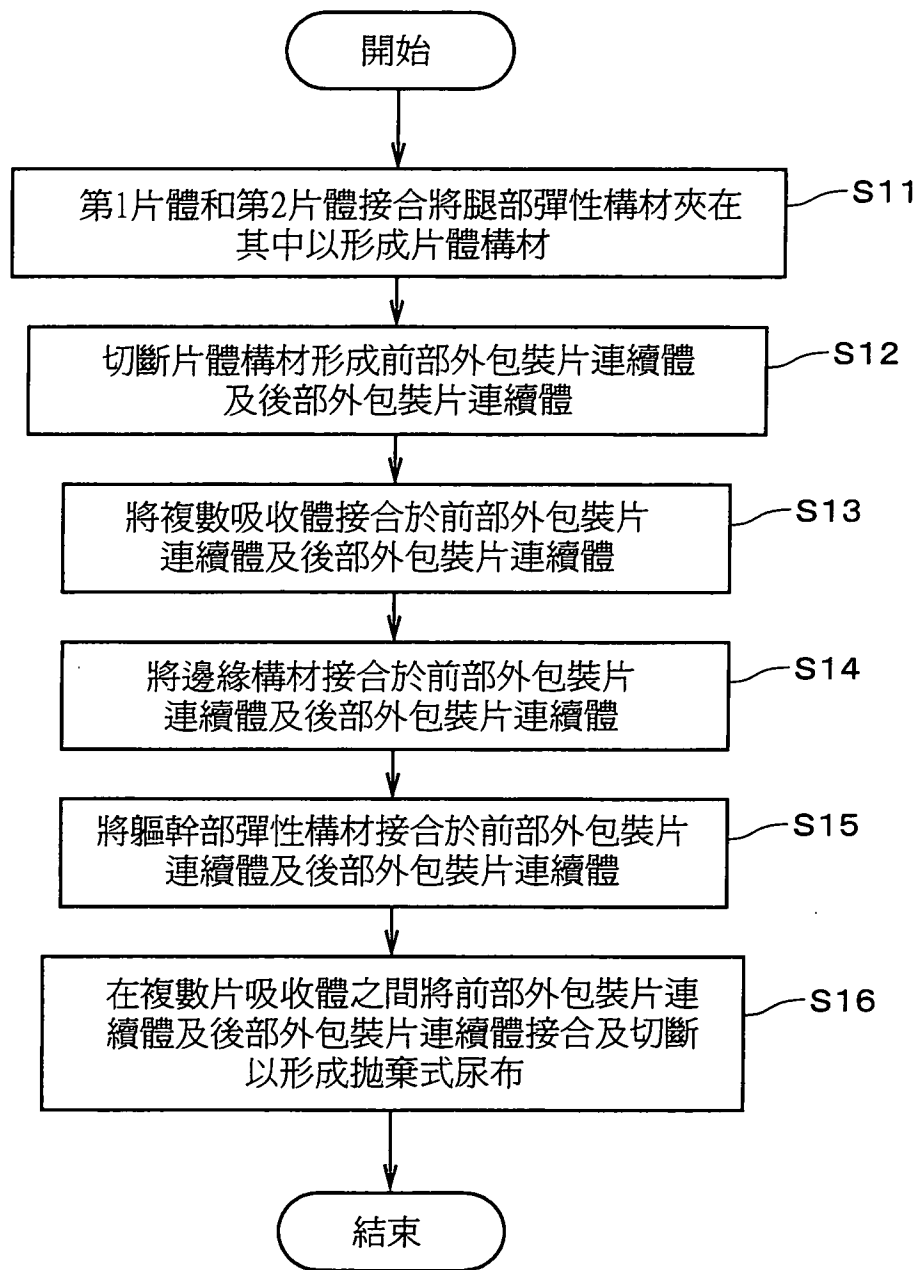 開始
第1片體和第2片體接合將腿部彈性構材夾在
其中以形成片體構材
S11
切斷片體構材形成前部外包裝片連續體
及後部外包裝片連續體
S12
將複數吸收體接合於前部外包裝片
連續體及後部外包裝片連續體
S13
將邊緣構材接合於前部外包裝片
連續體及後部外包裝片連續體
S14
將軀幹部彈性構材接合於前部外包裝片
連續體及後部外包裝片連續體
S15
在複數片吸收體之間將前部外包裝片連
續體及後部外包裝片連續體接合及切斷
以形成拋棄式尿布
S16
結束